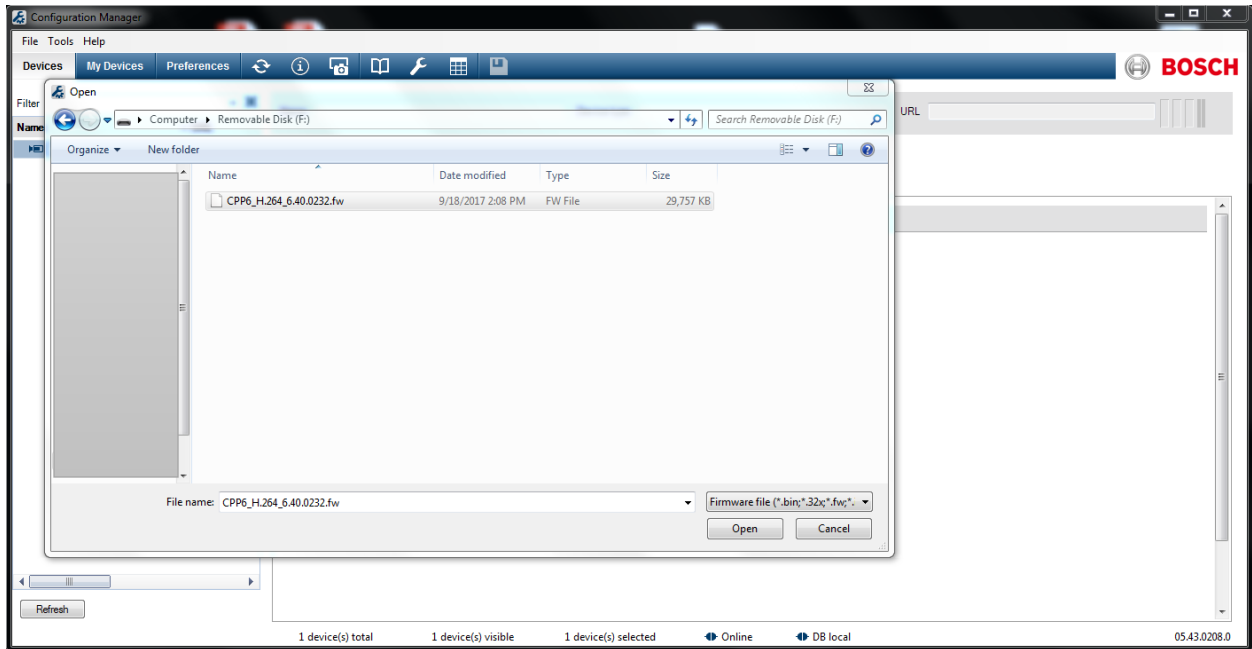 Configuration Manager
File Tools Help
Devices My Devices Preferences BOSCH
Open
Filter
Computer Removable Disk (F:) Search Removable Disk (F:) URL
Name
Organize New folder
Name Date modified Type Size
CPP6_H.264_6.40.0232.fw 9/18/2017 2:08 PM FW File 29,757 KB
File name: CPP6_H.264_6.40.0232.fw Firmware file (*.bin;*.32x;*.fw;*.
Open Cancel
Refresh
1 device(s) total 1 device(s) visible 1 device(s) selected Online DB local 05.43.0208.0